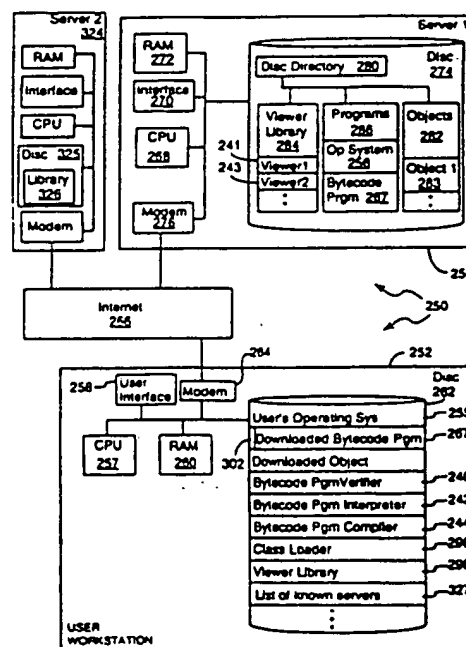 Server 2
324
RAM
Interface
CPU
Disc 325
Library
326
Modem
Server 1
RAM
272
Interface
270
CPU
268
Modem
276
Disc
274
Disc Directory 280
Viewer
Library
284
241
Viewer1
243
Viewer2
Programs
286
Op System
256
Bytecode
Prgm 267
Objects
282
Object 1
283
Internet
256
250
252
258
User
Interface
Modem
264
Disc
262
CPU
257
RAM
260
302
User's Operating Sys
255
Downloaded Bytecode Pgm
267
Downloaded Object
Bytecode PgmVerifier
240
Bytecode Pgm Interpreter
242
Bytecode Pgm Compiler
244
Class Loader
Viewer Library
List of known servers
327
USER
WORKSTATION